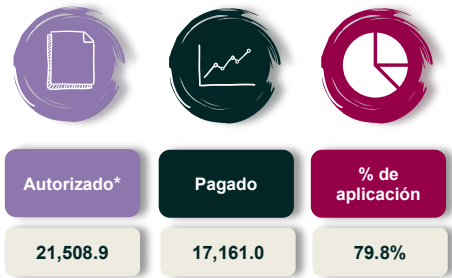 Autorizado*
Pagado
% de
aplicación
21,508.9
17,161.0
79.8%